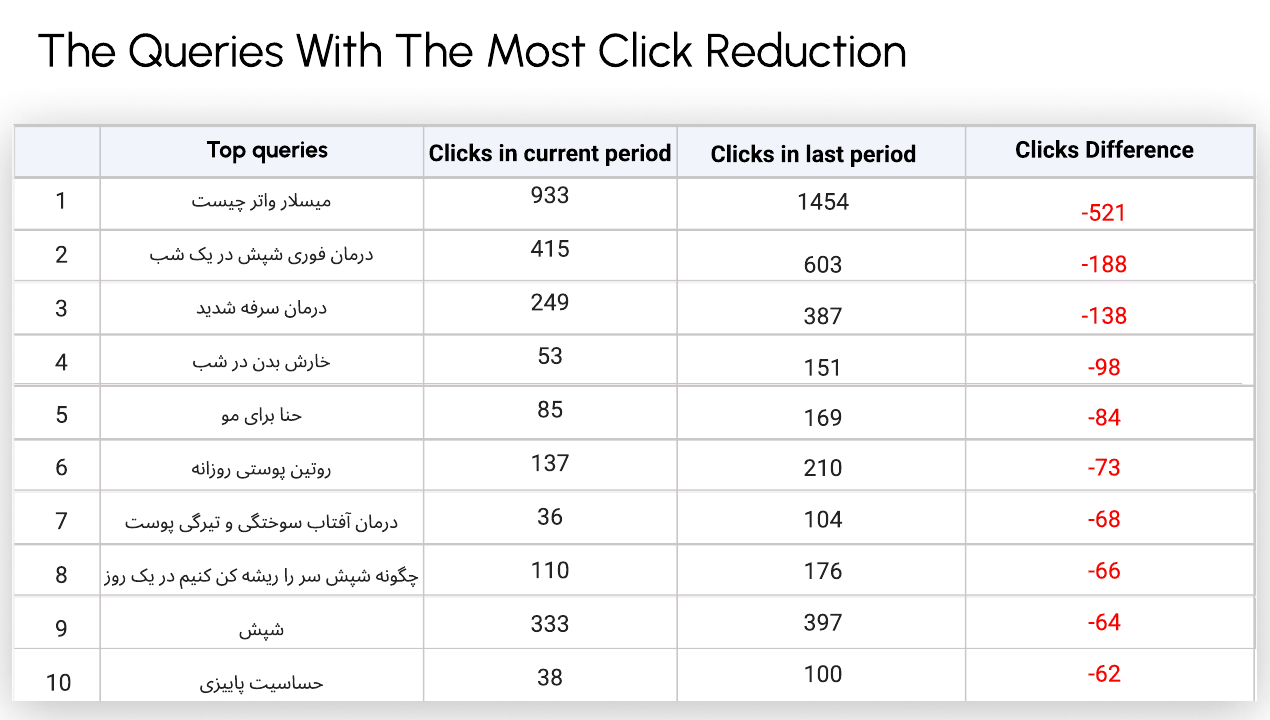 The Queries With The Most Click Reduction
Top queries Clicks in current period Clicks in last period Clicks Difference
1 میسلار واتر چیست 933 1454 -521
2 درمان فوری شپش در یک شب 415 603 -188
3 درمان سرفه شدید 249 387 -138
4 خارش بدن در شب 53 151 -98
5 حنا برای مو 85 169 -84
6 روتین پوستی روزانه 137 210 -73
7 درمان آفتاب سوختگی و تیرگی پوست 36 104 -68
8 چگونه شپش سر را ریشه کن کنیم در یک روز 110 176 -66
9 شپش 333 397 -64
10 حساسیت پاییزی 38 100 -62